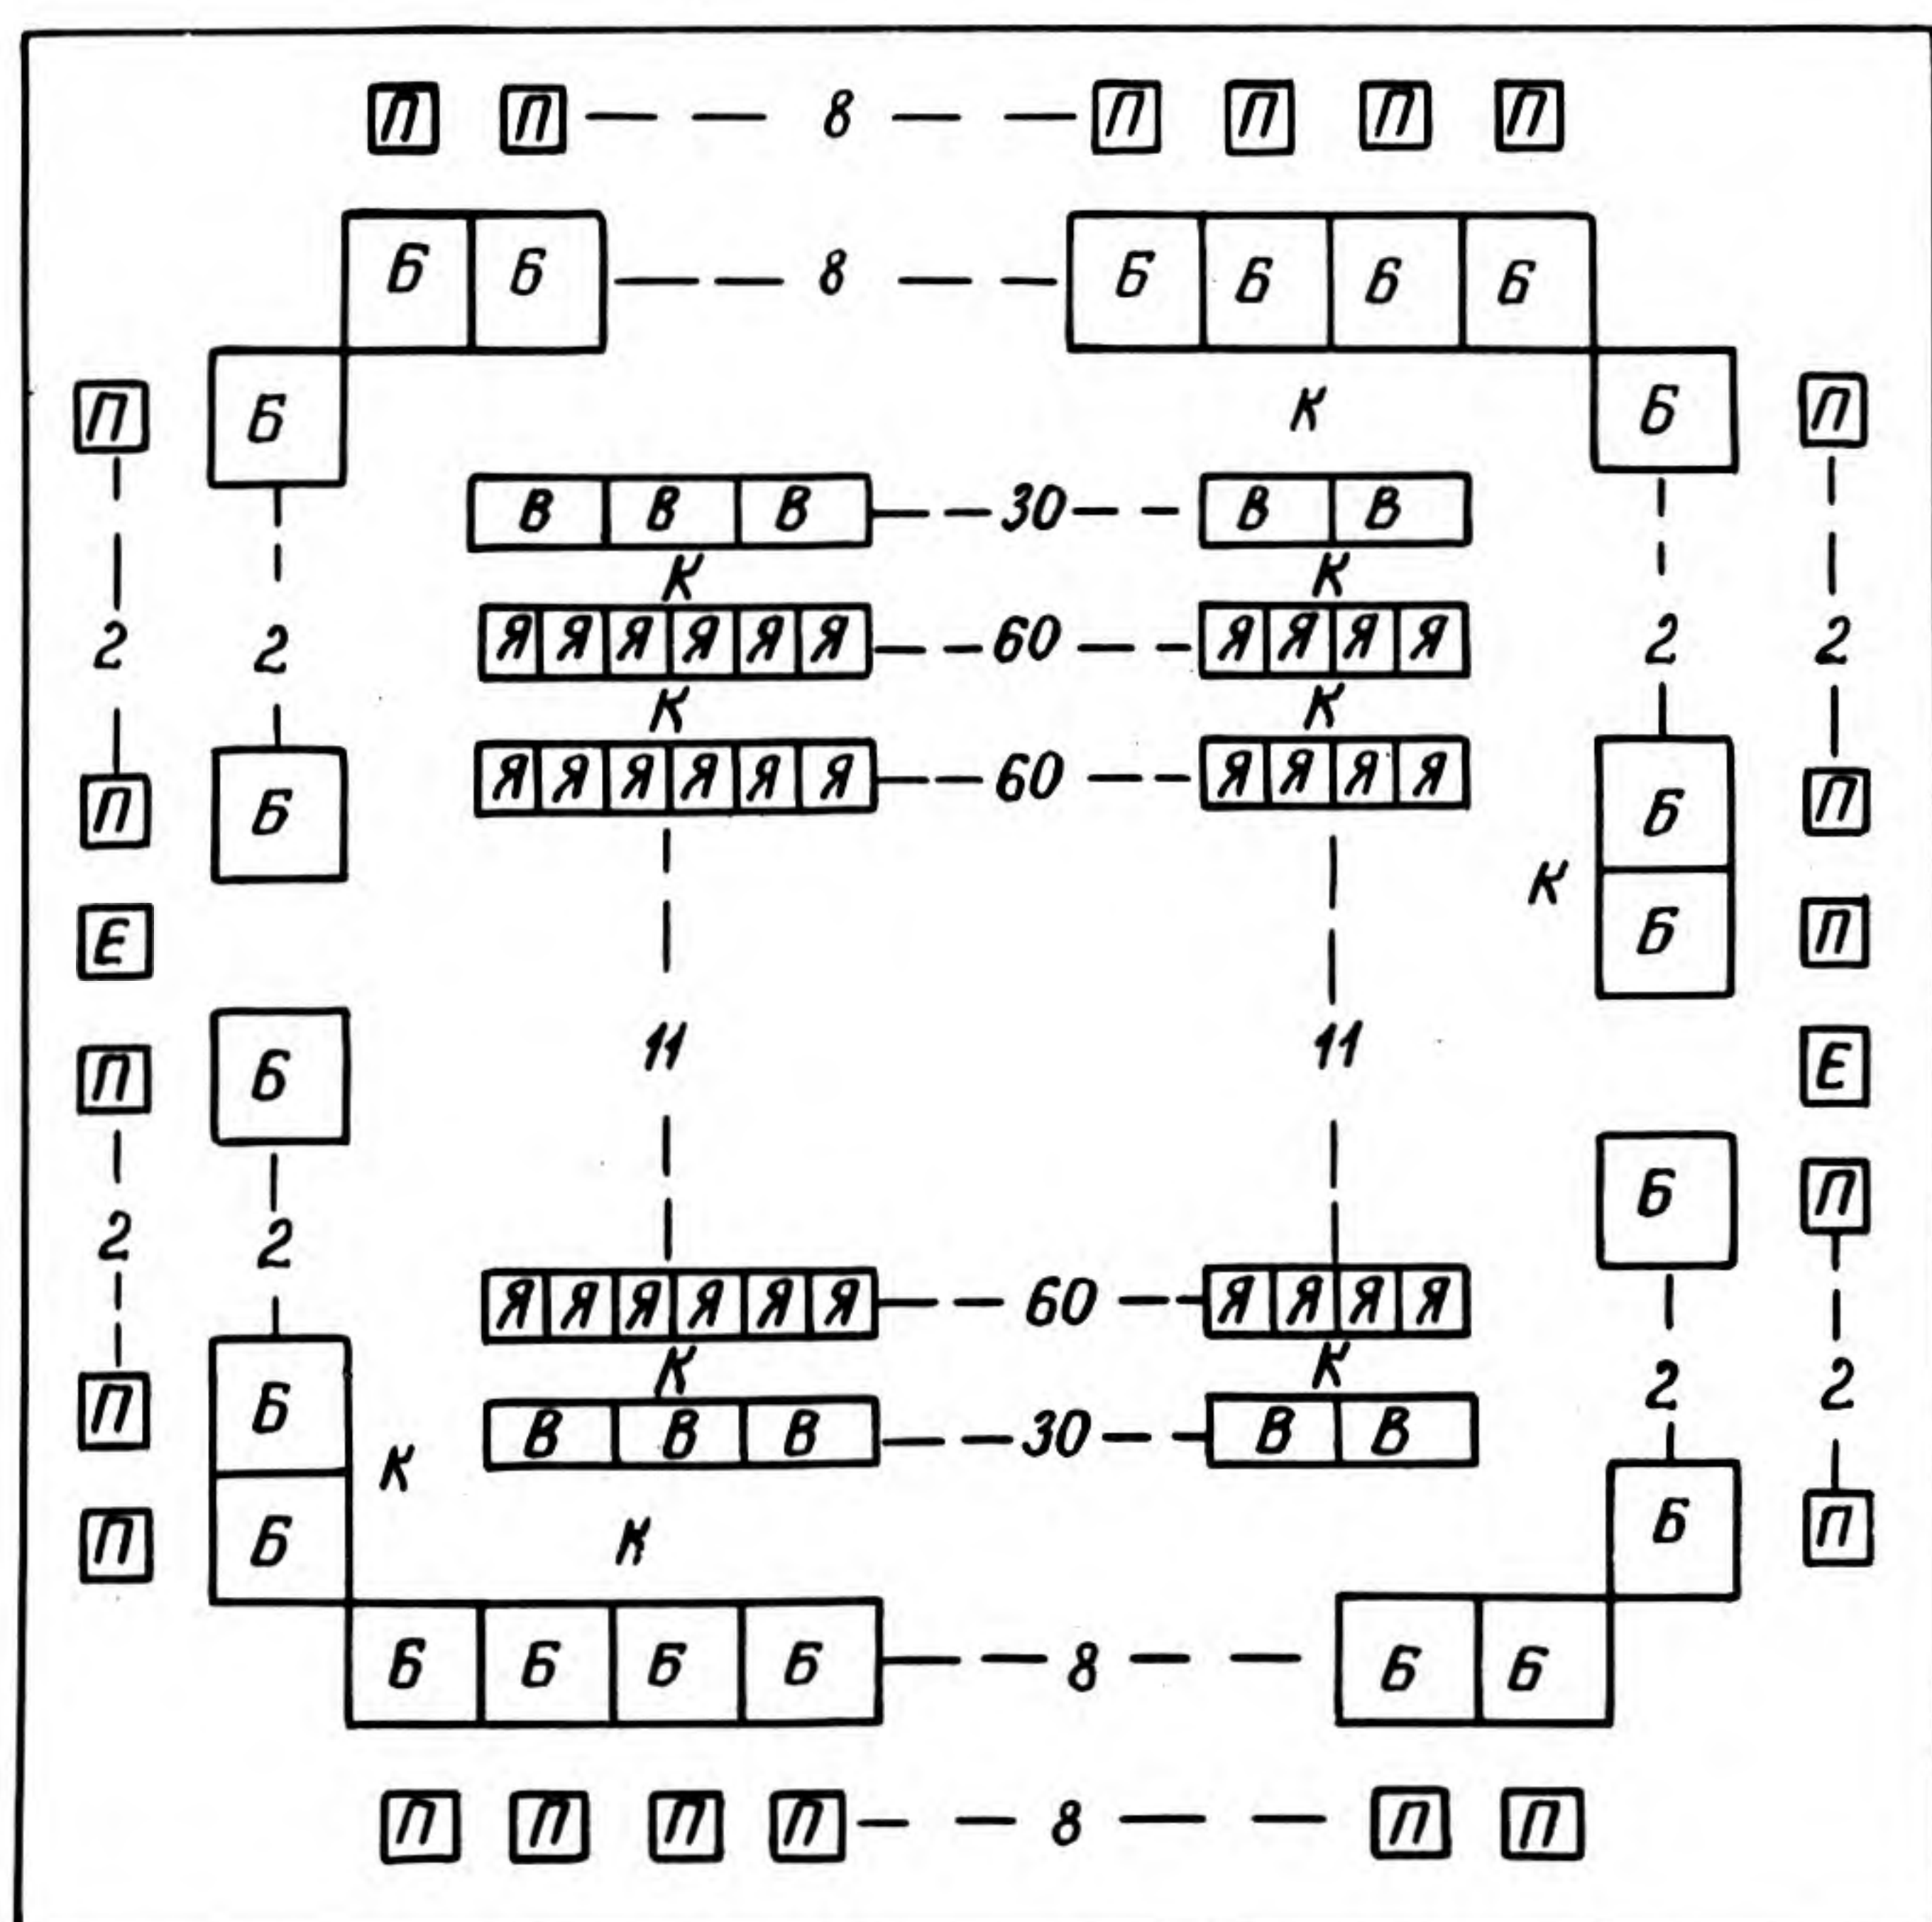 П П 8 П П П П
Б Б 8 Б Б Б Б
П Б К Б П
В В В 30 В В
К К
2 2 Я Я Я Я Я Я 60 Я Я Я Я 2 2
К К
П Б Я Я Я Я Я Я 60 Я Я Я Я Б П
К
Е Б П
П Б 11 11 Е
Б П
2 2
Я Я Я Я Я Я 60 Я Я Я Я
К К 2 2
П Б В В В 30 В В
К
П Б К Б П
Б Б Б Б 8 Б Б
П П П П 8 П П